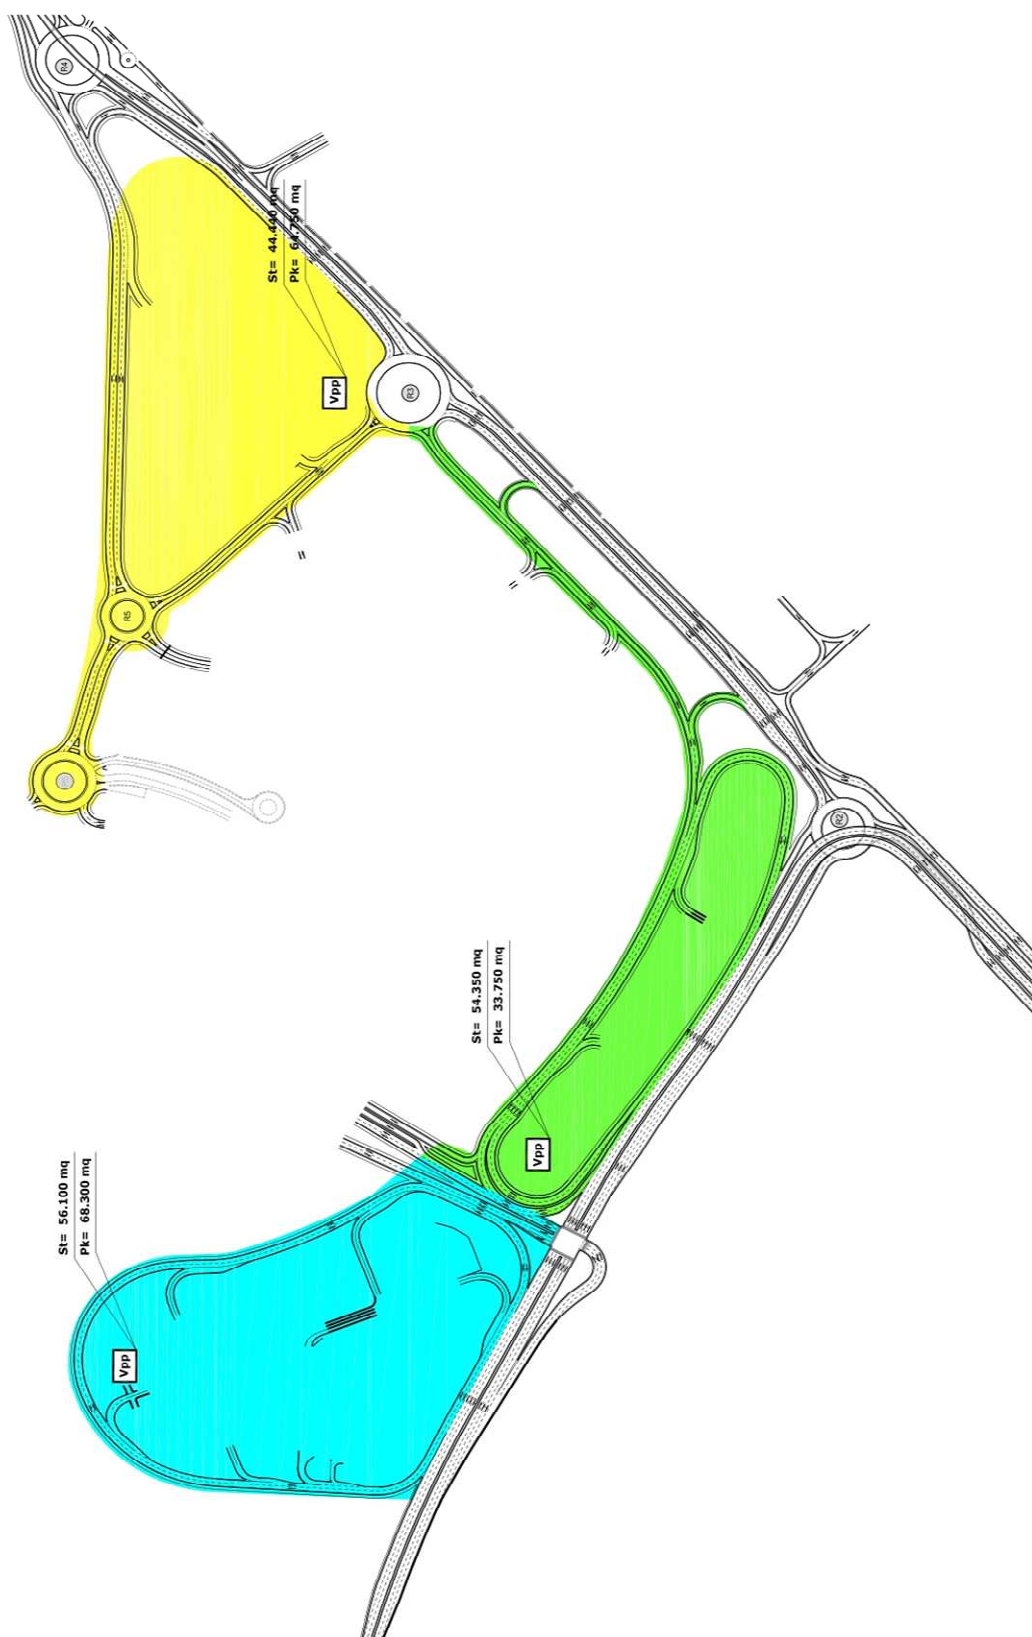 R4
St= 44.440 mq
Pk= 64.750 mq
Vpp
R3
R5
R2
St= 54.350 mq
Pk= 33.750 mq
Vpp
St= 56.100 mq
Pk= 68.300 mq
Vpp